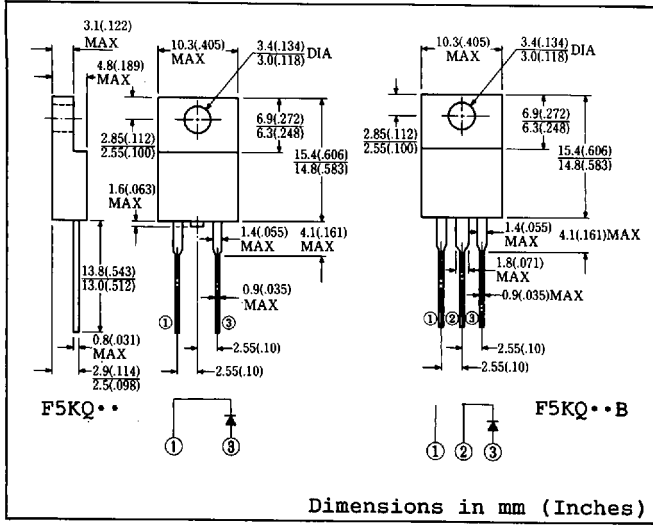 3.1(.122)
MAX
4.8(.189)
MAX
10.3(.405)
MAX
3.4(.134)
3.0(.118) DIA
6.9(.272)
6.3(.248)
2.85(.112)
2.55(.100)
15.4(.606)
14.8(.583)
1.6(.063)
MAX
1.4(.055)
MAX
4.1(.161)
MAX
13.8(.543)
13.0(.512)
0.9(.035)
MAX
① ③
0.8(.031)
MAX
2.55(.10)
2.9(.114)
2.5(.098)
2.55(.10)
F5KQ••
① ③
10.3(.405)
MAX
3.4(.134)
3.0(.118) DIA
6.9(.272)
6.3(.248)
2.85(.112)
2.55(.100)
15.4(.606)
14.8(.583)
1.4(.055)
MAX
4.1(.161)MAX
1.8(.071)
MAX
0.9(.035)MAX
① ② ③
2.55(.10)
2.55(.10)
F5KQ••B
① ② ③
Dimensions in mm (Inches)